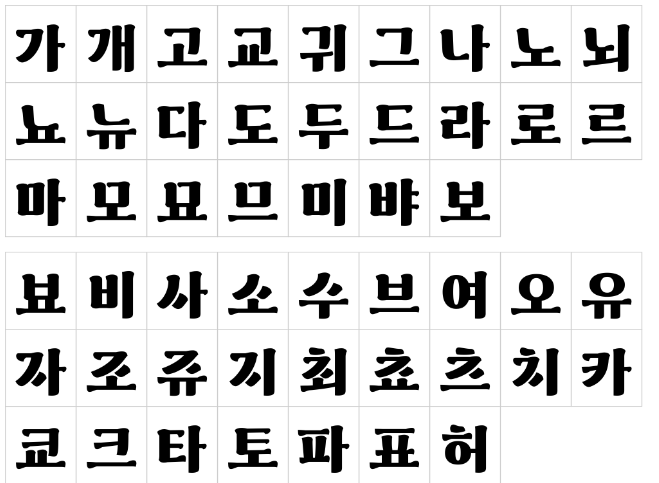 가 개 고 교 귀 그 나 노 뇌
뇨 뉴 다 도 두 드 라 로 르
마 모 묘 므 미 뱌 보
뵤 비 사 소 수 브 여 오 유
자 조 쥬 지 최 쵸 츠 치 카
쿄 크 타 토 파 표 허